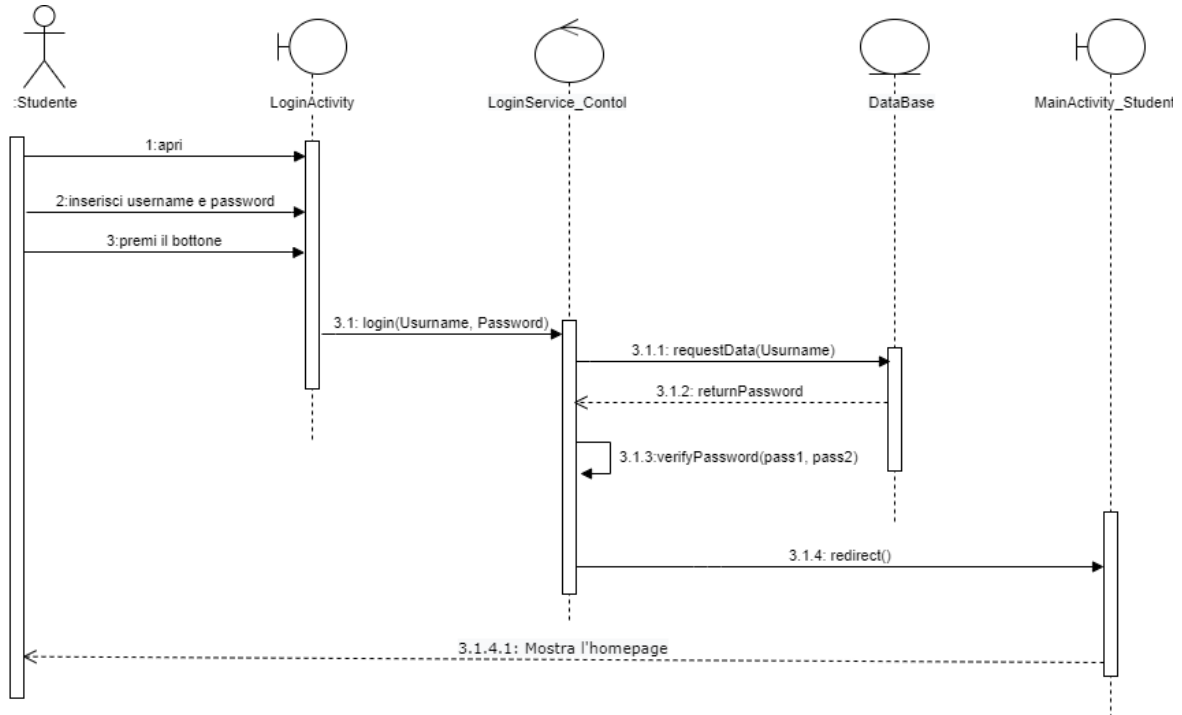 :Studente
LoginActivity
LoginService_Contol
DataBase
MainActivity_Student
1:apri
2:inserisci username e password
3:premi il bottone
3.1: login(Usurname, Password)
3.1.1: requestData(Usurname)
3.1.2: returnPassword
3.1.3:verifyPassword(pass1, pass2)
3.1.4: redirect()
3.1.4.1: Mostra l'homepage